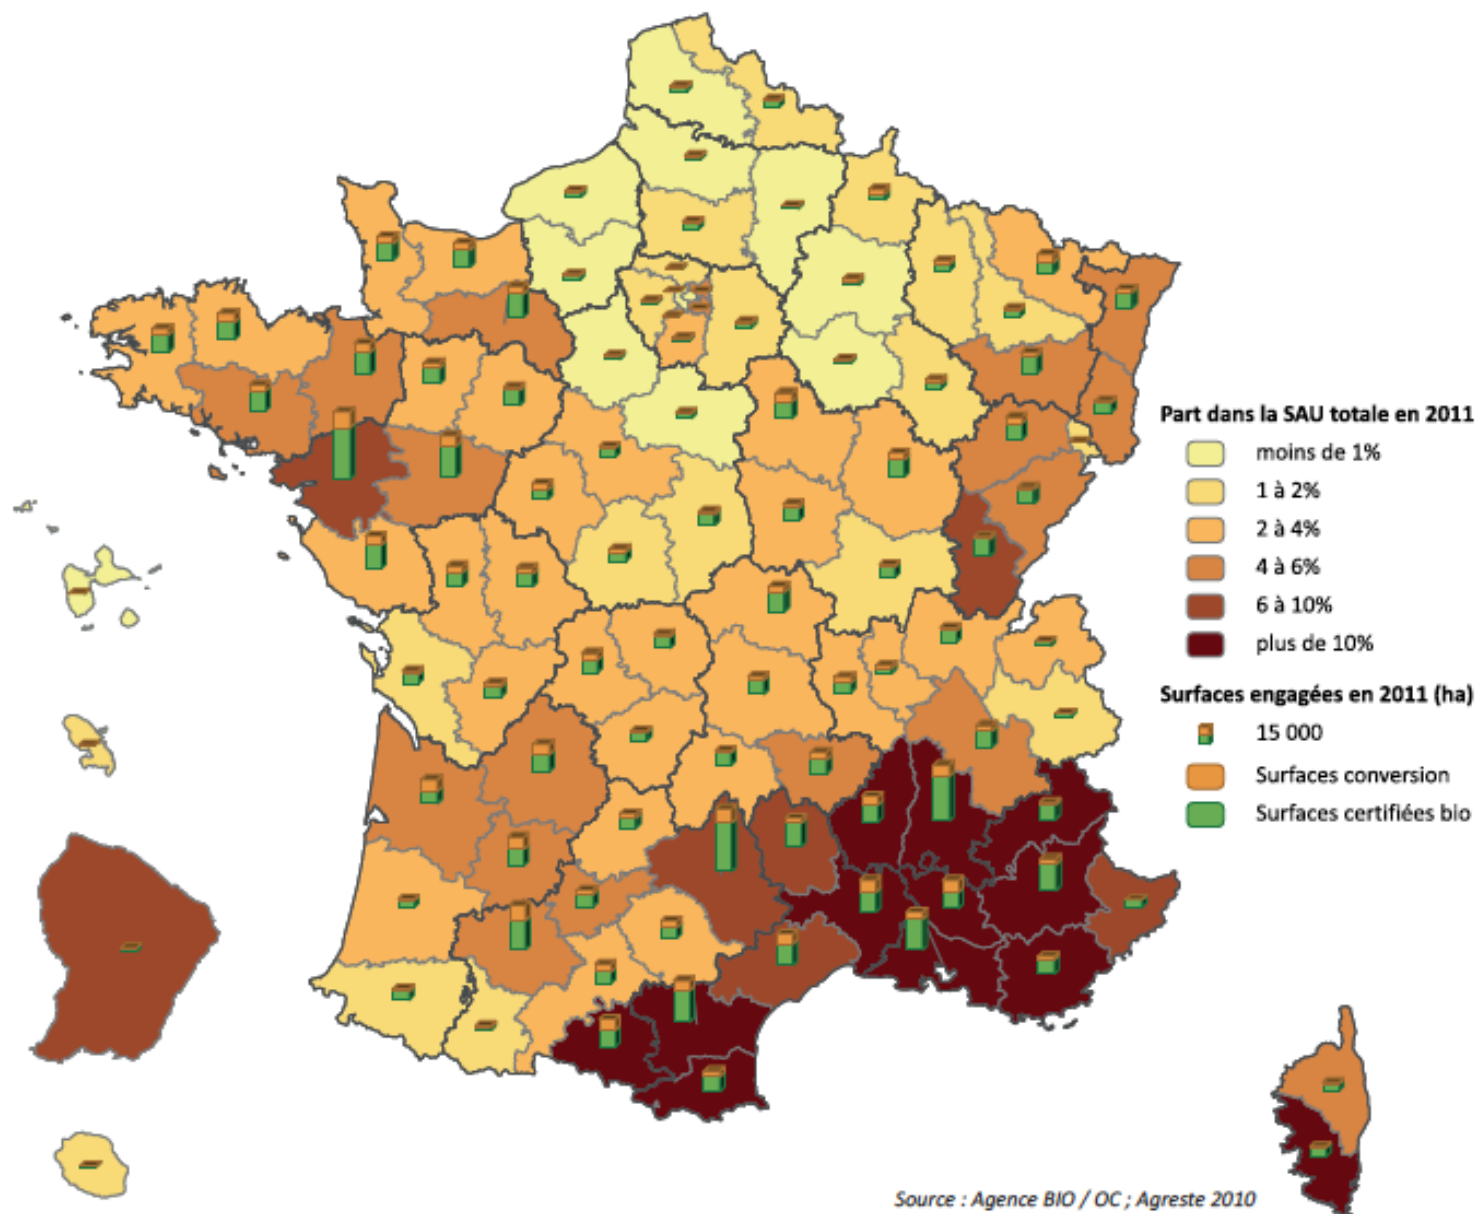 Part dans la SAU totale en 2011
moins de 1%
1 à 2%
2 à 4%
4 à 6%
6 à 10%
plus de 10%
Surfaces engagées en 2011 (ha)
15 000
Surfaces conversion
Surfaces certifiées bio
Source : Agence BIO / OC ; Agreste 2010